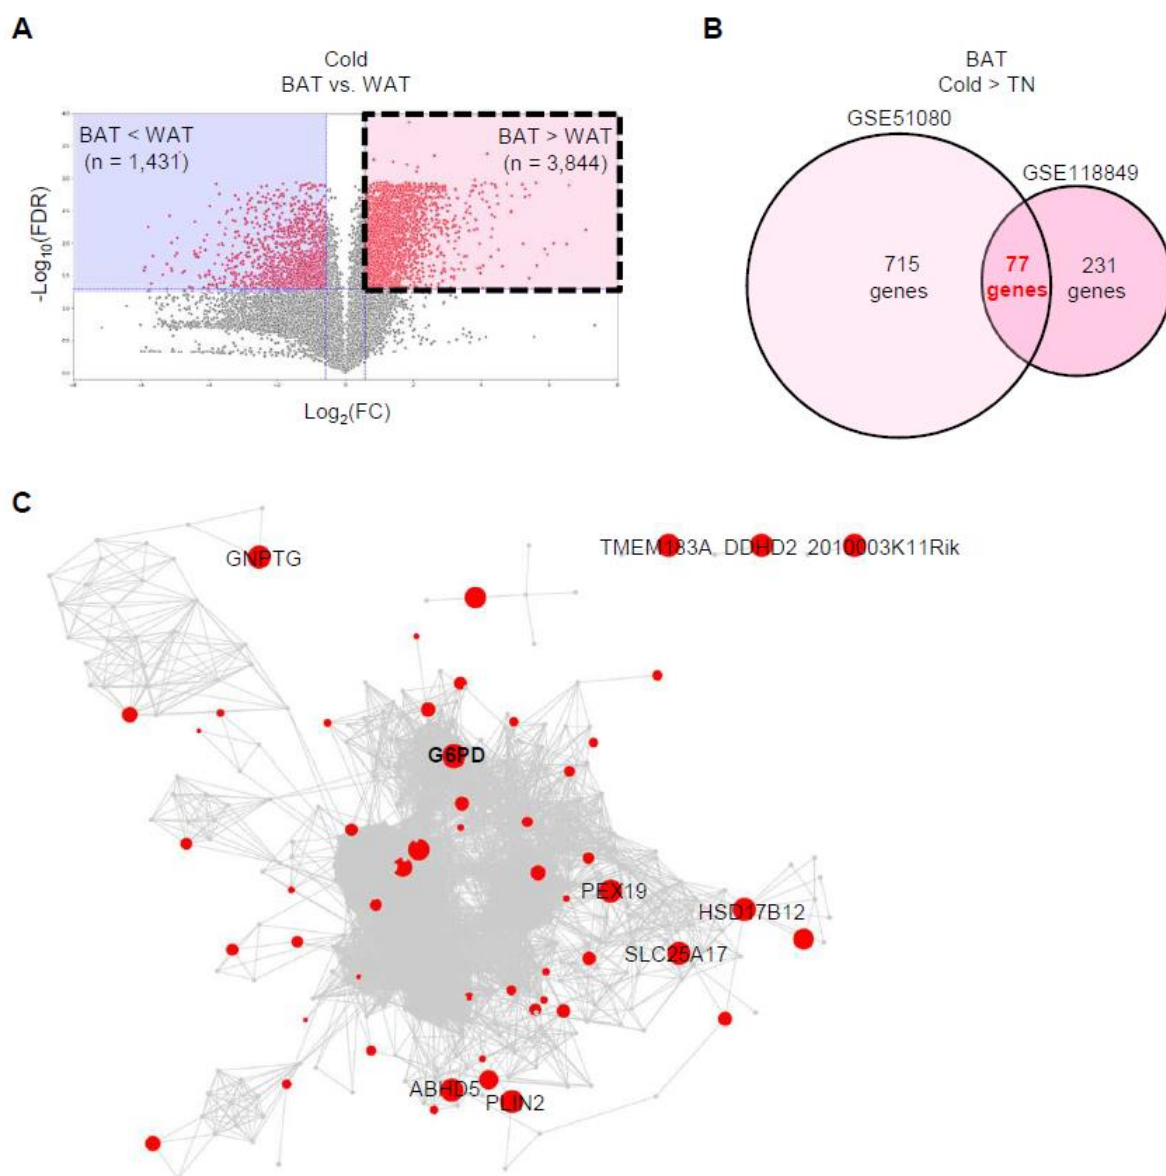 A
Cold
BAT vs. WAT
BAT < WAT
(n = 1,431)
BAT > WAT
(n = 3,844)
-Log10(FDR)
Log2(FC)
B
BAT
Cold > TN
GSE51080
GSE118849
715
genes
77
genes
231
genes
C
GNPTG
TMEM183A DDHD2 2010003K11Rik
G6PD
PEX19
HSD17B12
SLC25A17
ABHD5
PLIN2